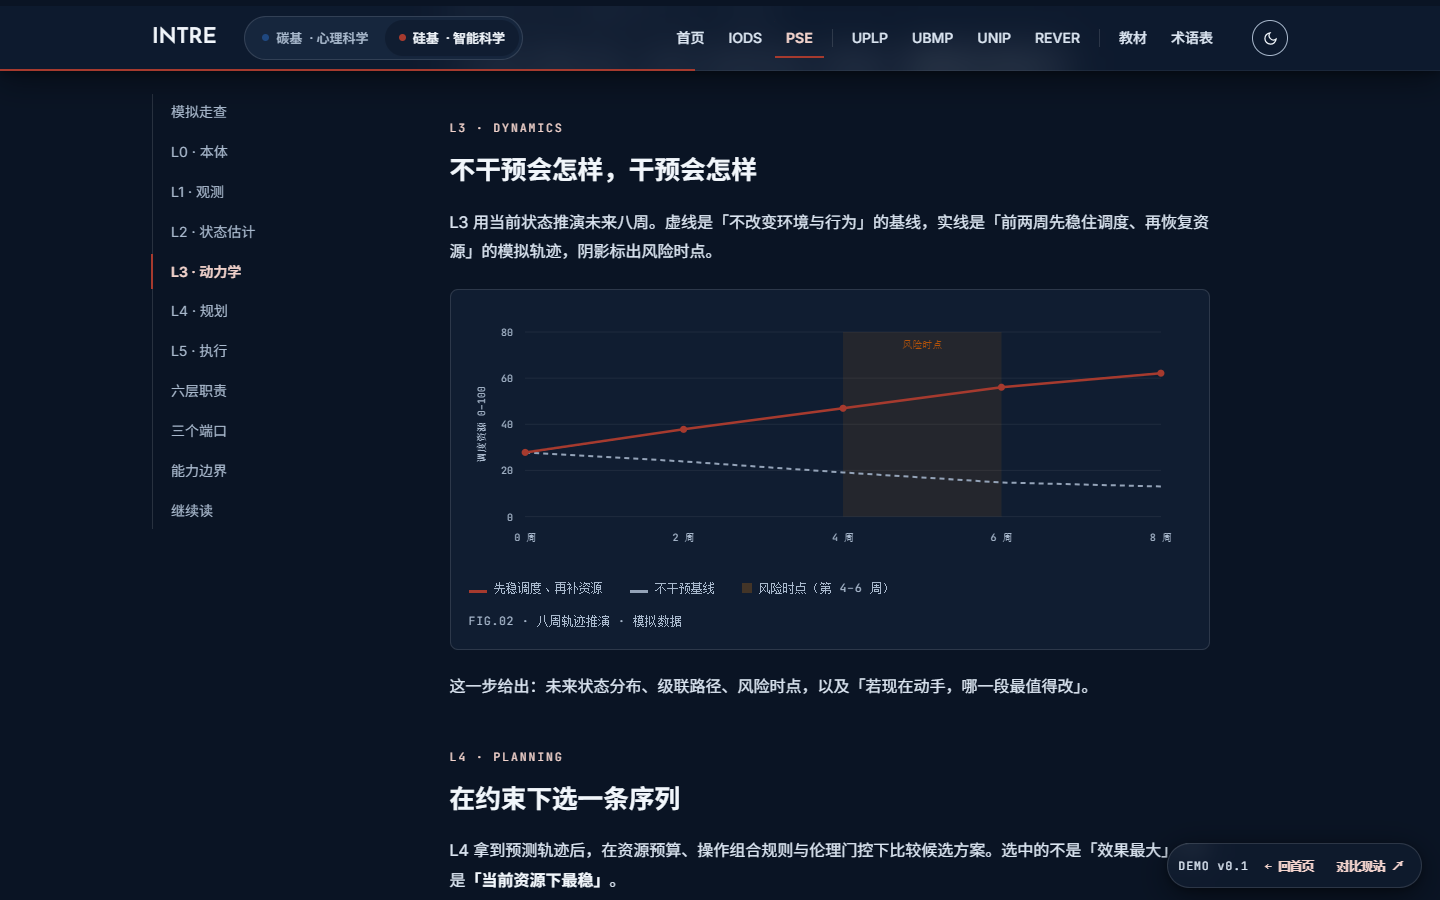 INTRE
碳基 · 心理科学
硅基 · 智能科学
首页
IODS
PSE
UPLP
UBMP
UNIP
REVER
教材
术语表
模拟走查
L0 · 本体
L1 · 观测
L2 · 状态估计
L3 · 动力学
L4 · 规划
L5 · 执行
六层职责
三个端口
能力边界
继续读
L3 · DYNAMICS
不干预会怎样，干预会怎样
L3 用当前状态推演未来八周。虚线是「不改变环境与行为」的基线，实线是「前两周先稳住调度、再恢复资
源」的模拟轨迹，阴影标出风险时点。
调度资源 0-100
80
60
40
20
0
风险时点
0 周
2 周
4 周
6 周
8 周
先稳调度、再补资源
不干预基线
风险时点（第 4-6 周）
FIG.02 · 八周轨迹推演 · 模拟数据
这一步给出：未来状态分布、级联路径、风险时点，以及「若现在动手，哪一段最值得改」。
L4 · PLANNING
在约束下选一条序列
L4 拿到预测轨迹后，在资源预算、操作组合规则与伦理门控下比较候选方案。选中的不是「效果最大」
是「当前资源下最稳」。
DEMO v0.1
← 回首页
对比现站 ↗